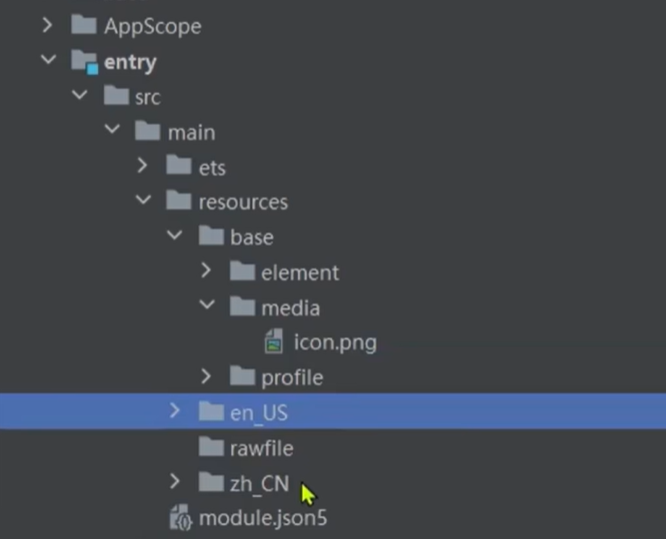 AppScope
entry
src
main
ets
resources
base
element
media
icon.png
profile
en_US
rawfile
zh_CN
module.json5